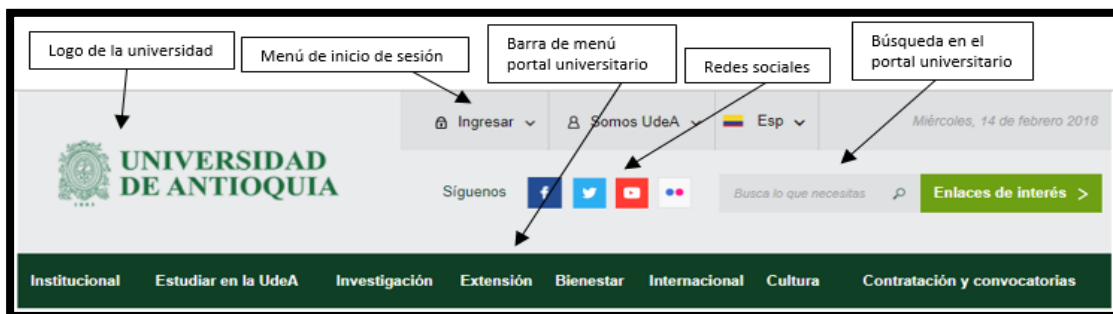 Logo de la universidad
Menú de inicio de sesión
Barra de menú
portal universitario
Redes sociales
Búsqueda en el
portal universitario
Ingresar
Somos UdeA
Esp
Miércoles, 14 de febrero 2018
UNIVERSIDAD
DE ANTIOQUIA
1803
Síguenos
Busca lo que necesitas
Enlaces de interés >
Institucional Estudiar en la UdeA Investigación Extensión Bienestar Internacional Cultura Contratación y convocatorias